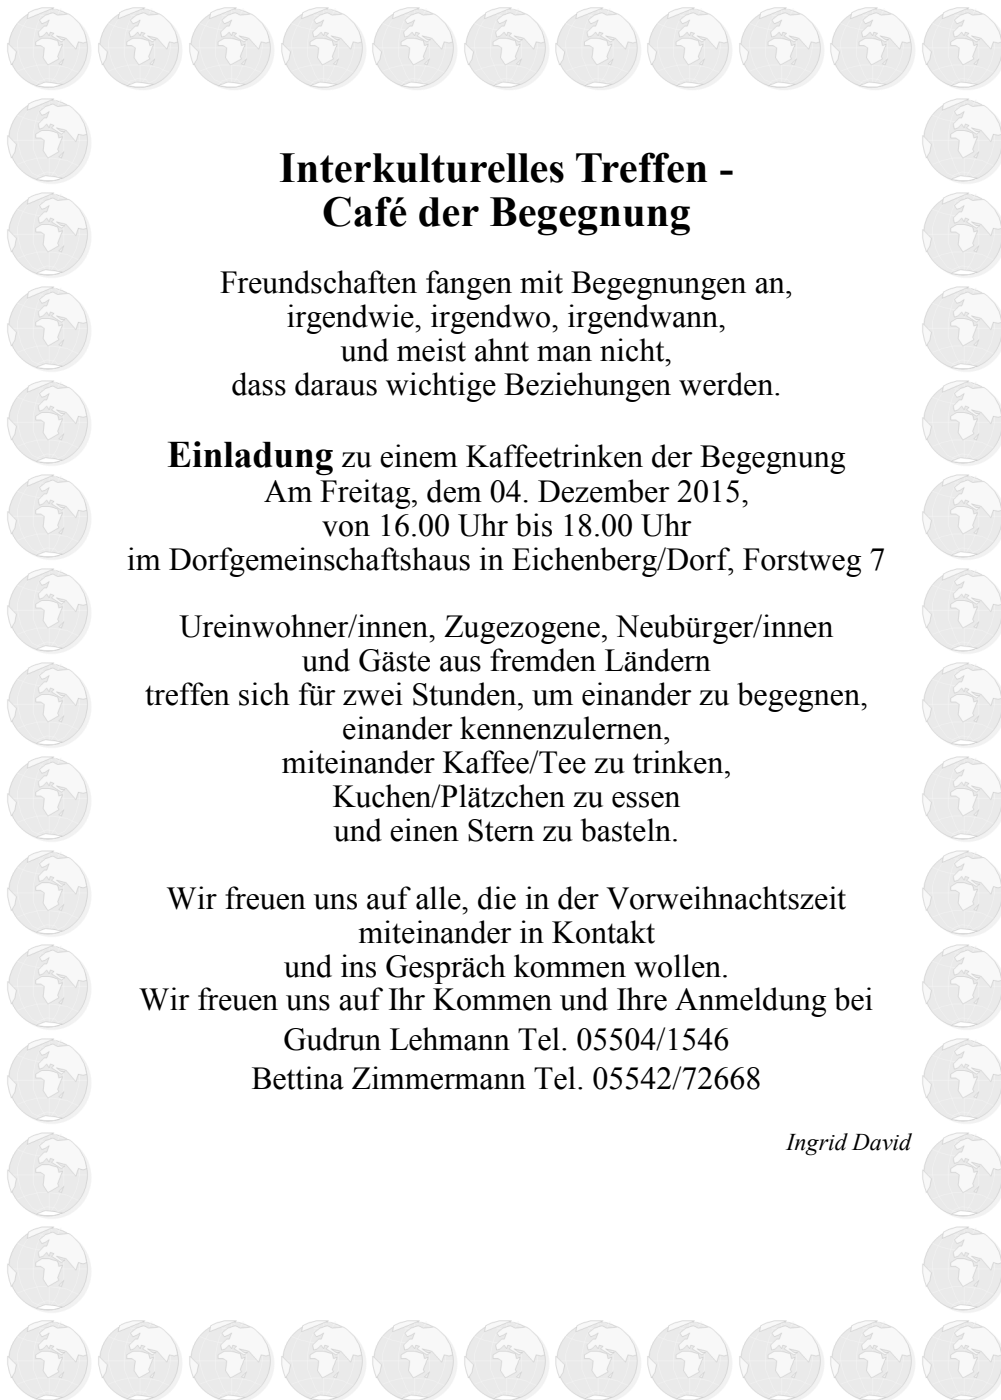 Interkulturelles Treffen -
Café der Begegnung
Freundschaften fangen mit Begegnungen an,
irgendwie, irgendwo, irgendwann,
und meist ahnt man nicht,
dass daraus wichtige Beziehungen werden.
Einladung zu einem Kaffeetrinken der Begegnung
Am Freitag, dem 04. Dezember 2015,
von 16.00 Uhr bis 18.00 Uhr
im Dorfgemeinschaftshaus in Eichenberg/Dorf, Forstweg 7
Ureinwohner/innen, Zugezogene, Neubürger/innen
und Gäste aus fremden Ländern
treffen sich für zwei Stunden, um einander zu begegnen,
einander kennenzulernen,
miteinander Kaffee/Tee zu trinken,
Kuchen/Plätzchen zu essen
und einen Stern zu basteln.
Wir freuen uns auf alle, die in der Vorweihnachtszeit
miteinander in Kontakt
und ins Gespräch kommen wollen.
Wir freuen uns auf Ihr Kommen und Ihre Anmeldung bei
Gudrun Lehmann Tel. 05504/1546
Bettina Zimmermann Tel. 05542/72668
Ingrid David